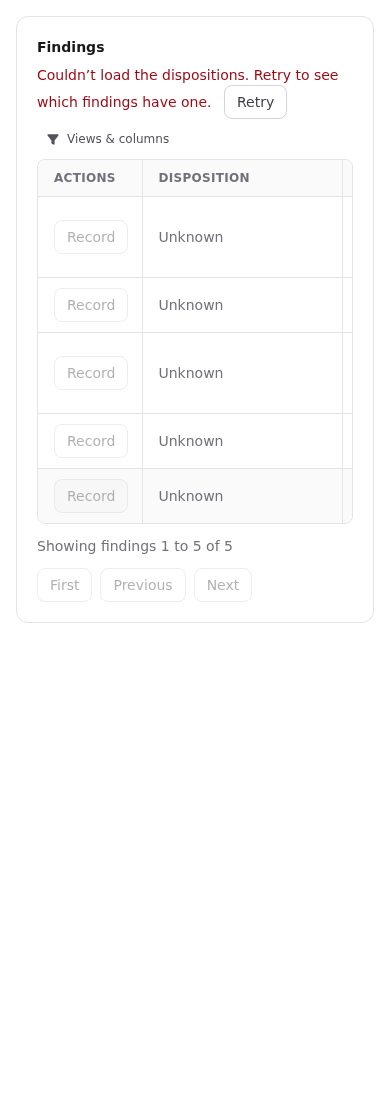 Findings
Couldn’t load the dispositions. Retry to see
which findings have one. Retry
Views & columns
ACTIONS DISPOSITION
Record Unknown
Record Unknown
Record Unknown
Record Unknown
Record Unknown
Showing findings 1 to 5 of 5
First Previous Next